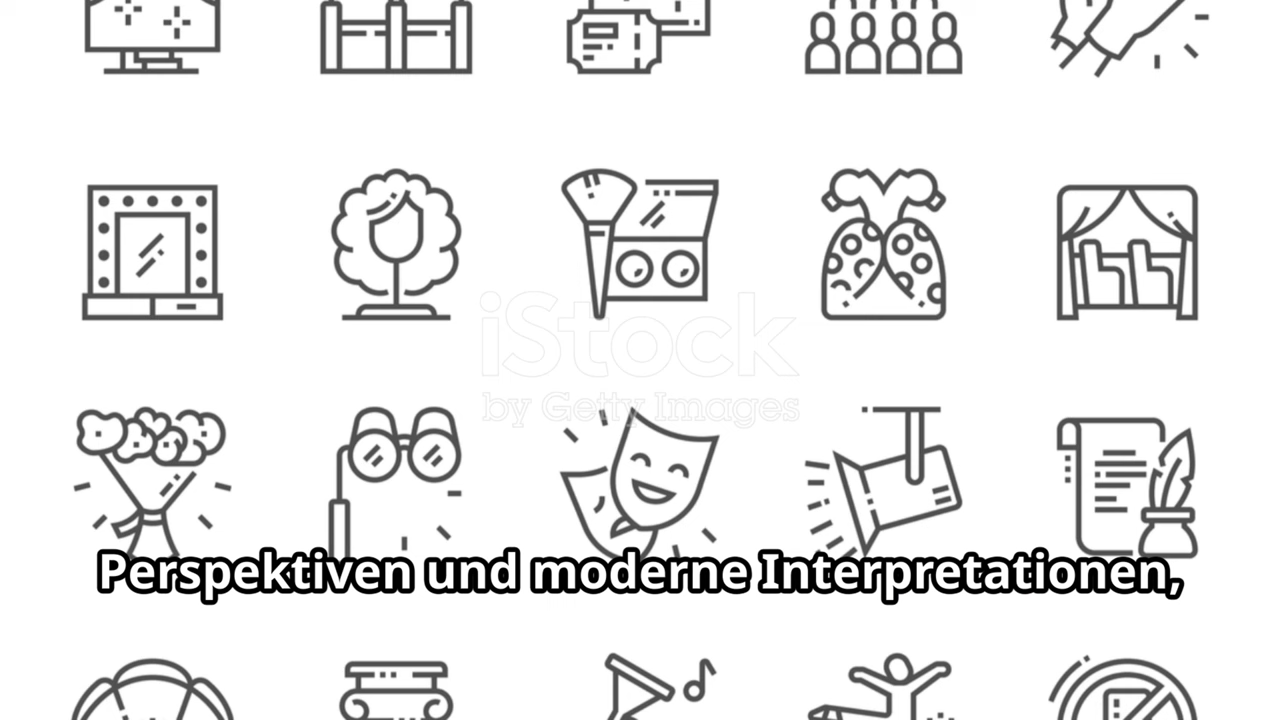 iStock
by Getty Images
Perspektiven und moderne Interpretationen,